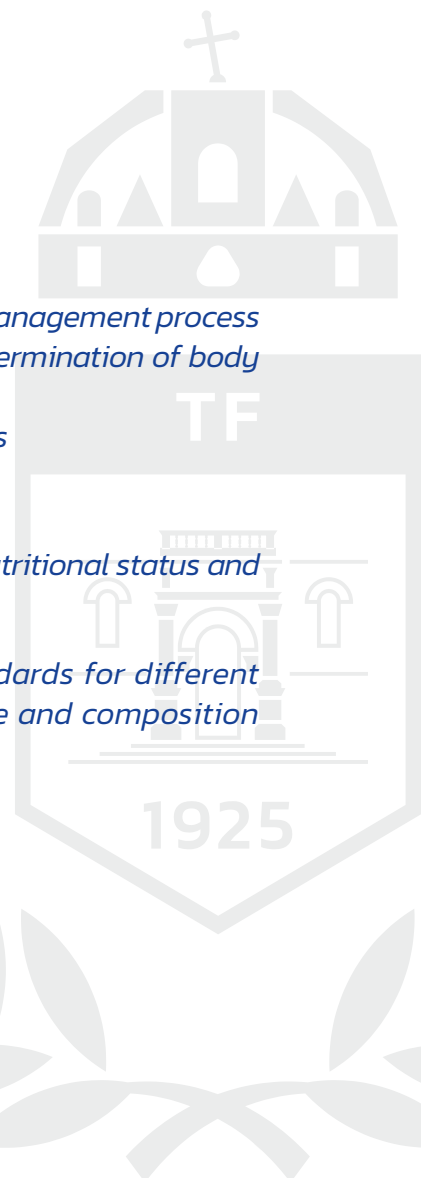 anagement process
ermination of body
s
TF
tritional status and
dards for different
e and composition
1925